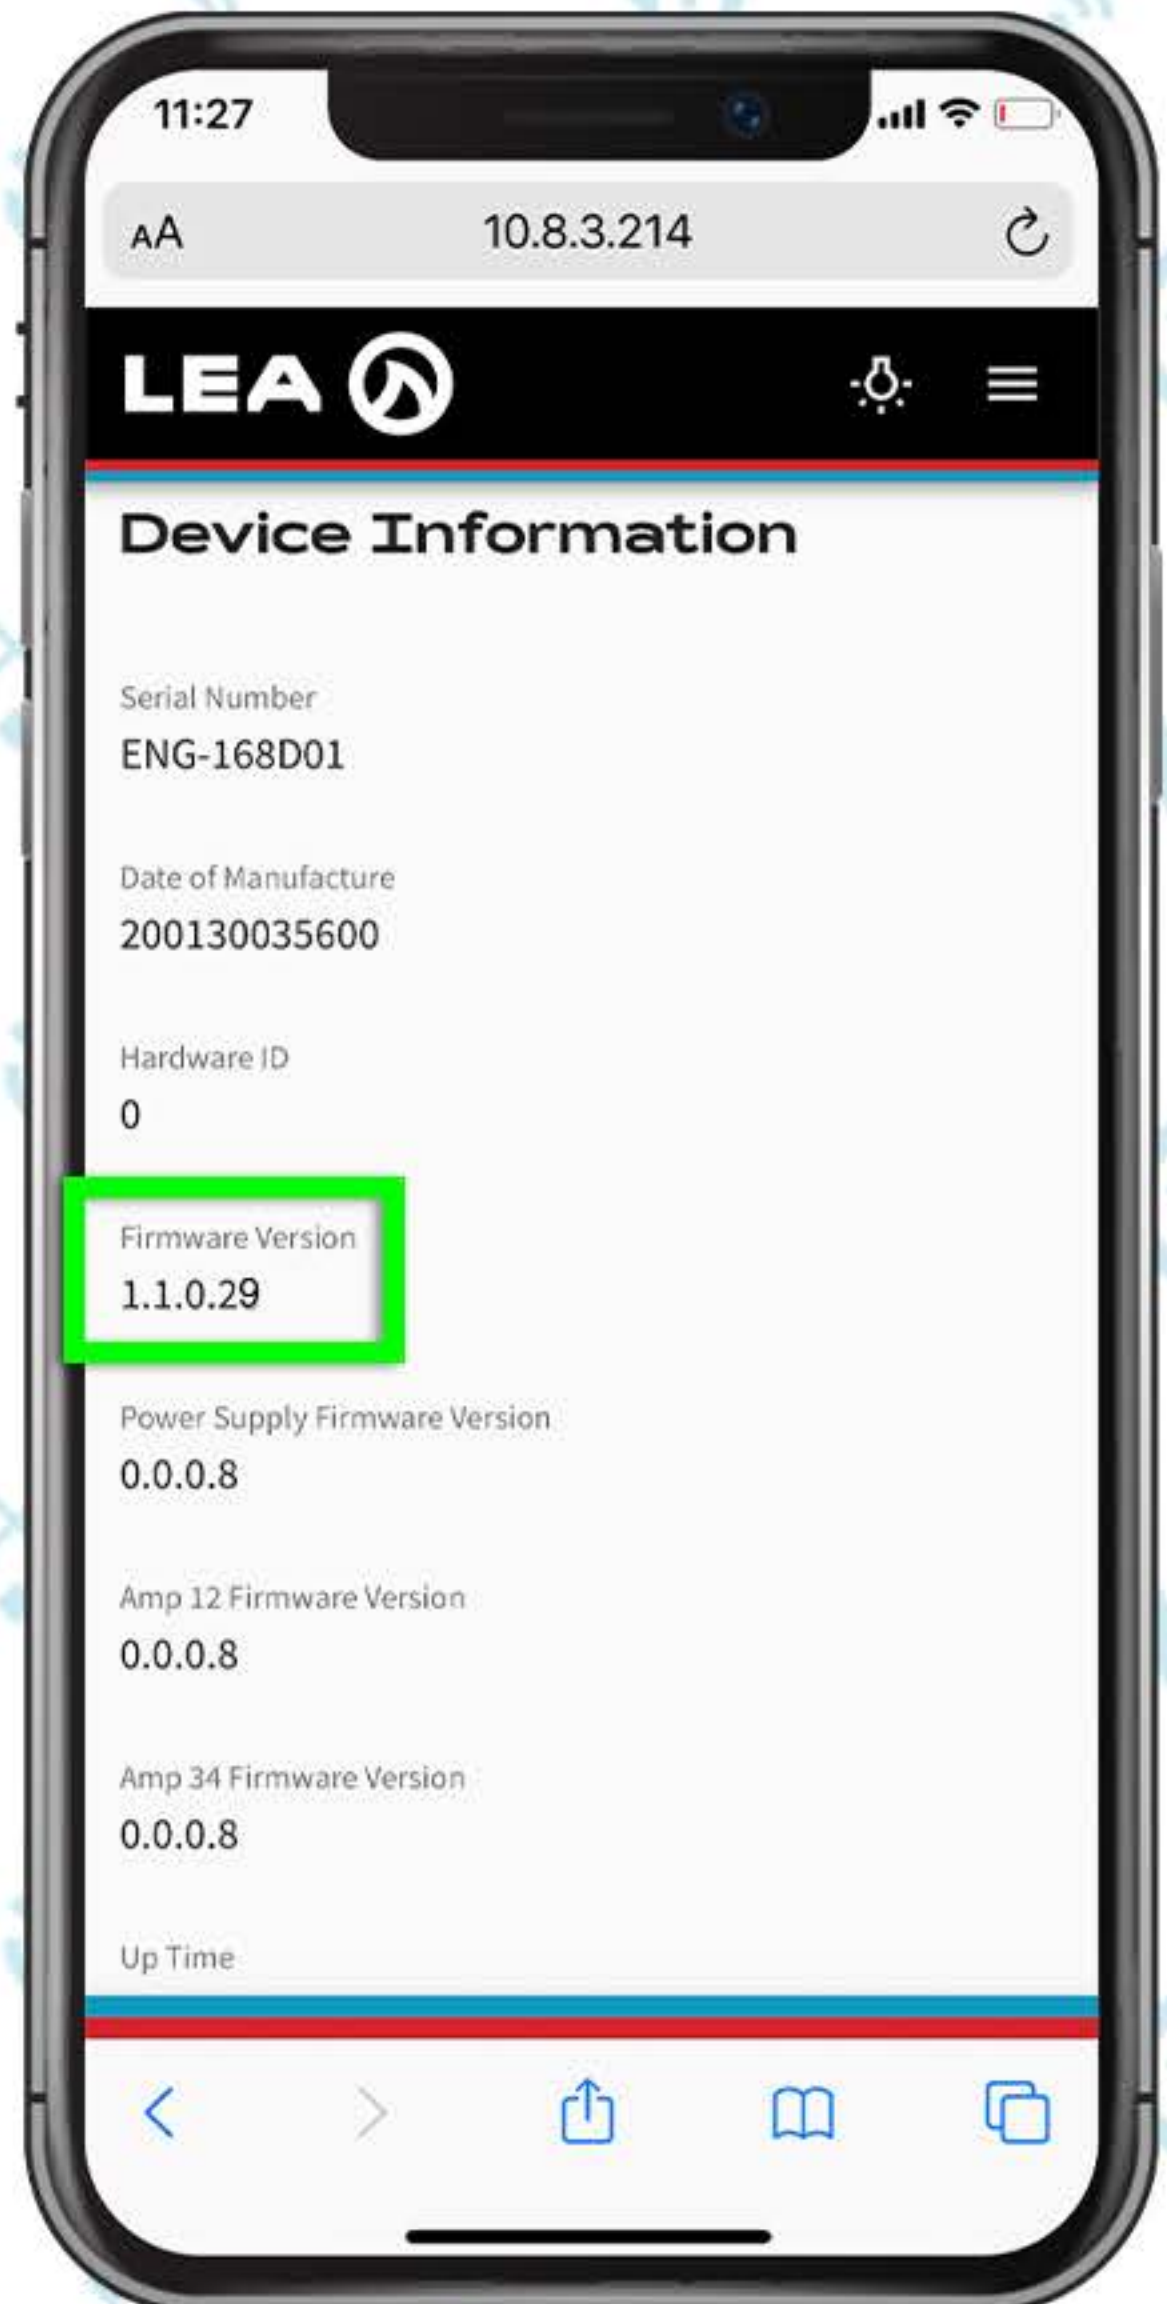 11:27
AA
10.8.3.214
LEA
Device Information
Serial Number
ENG-168D01
Date of Manufacture
200130035600
Hardware ID
0
Firmware Version
1.1.0.29
Power Supply Firmware Version
0.0.0.8
Amp 12 Firmware Version
0.0.0.8
Amp 34 Firmware Version
0.0.0.8
Up Time